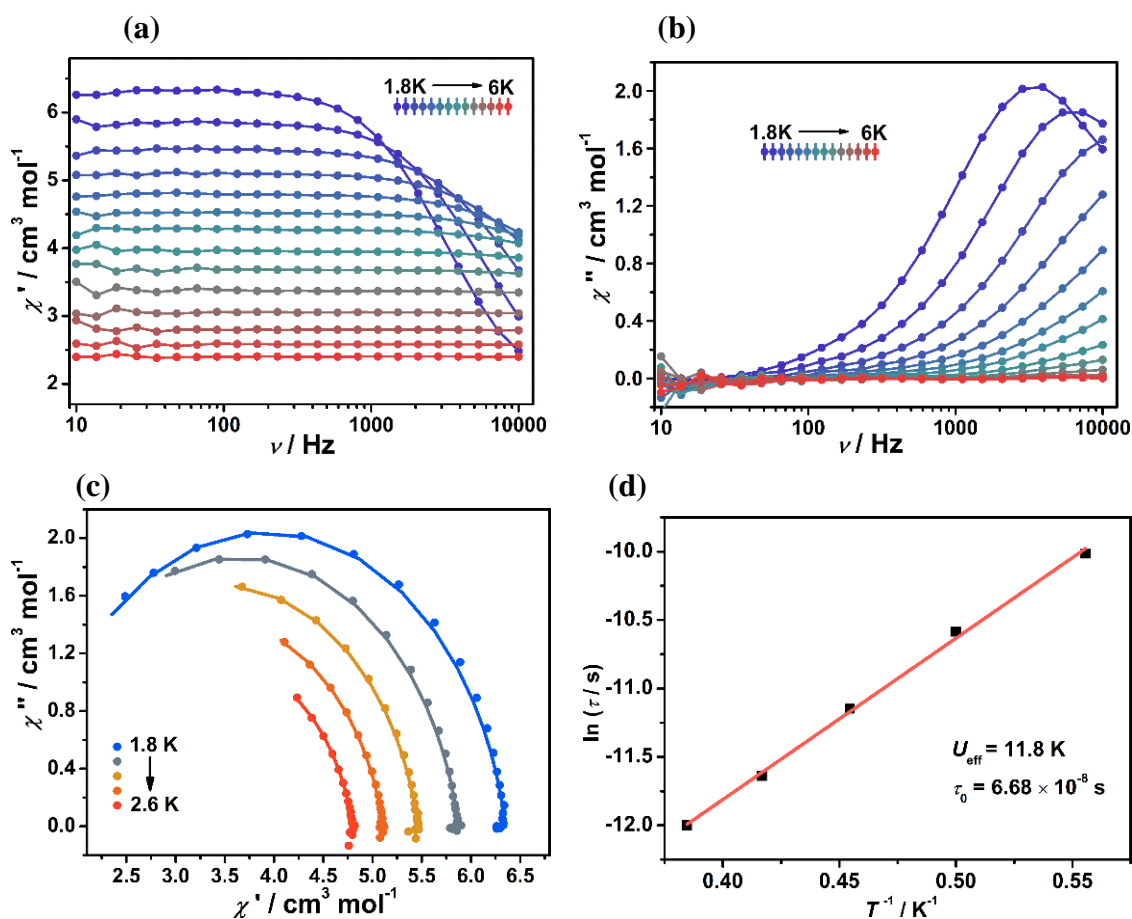 (a)
χ' / cm³ mol⁻¹
6
5
4
3
2
1.8K → 6K
10 100 1000 10000
ν / Hz
(b)
χ'' / cm³ mol⁻¹
2.0
1.6
1.2
0.8
0.4
0.0
1.8K → 6K
10 100 1000 10000
ν / Hz
(c)
χ'' / cm³ mol⁻¹
2.0
1.6
1.2
0.8
0.4
0.0
1.8 K
2.6 K
2.5 3.0 3.5 4.0 4.5 5.0 5.5 6.0 6.5
χ' / cm³ mol⁻¹
(d)
ln (τ / s)
-10.0
-10.5
-11.0
-11.5
-12.0
U_eff = 11.8 K
τ₀ = 6.68 × 10⁻⁸ s
0.40 0.45 0.50 0.55
T⁻¹ / K⁻¹